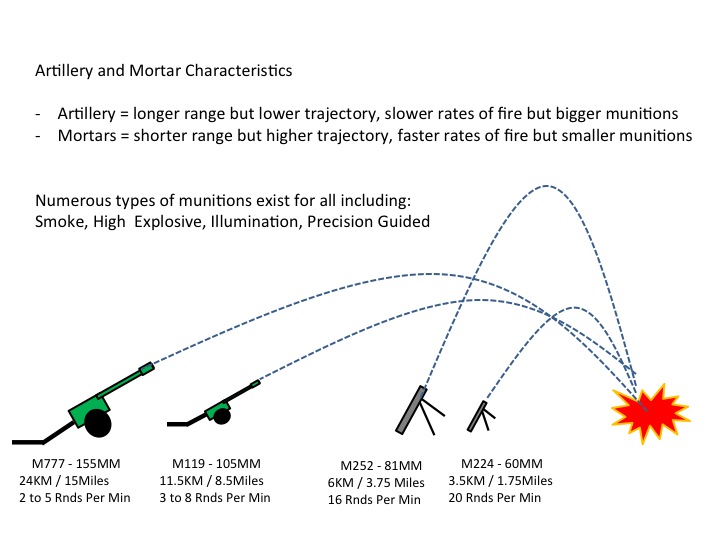 Artillery and Mortar Characteristics
- Artillery = longer range but lower trajectory, slower rates of fire but bigger munitions
- Mortars = shorter range but higher trajectory, faster rates of fire but smaller munitions
Numerous types of munitions exist for all including:
Smoke, High  Explosive, Illumination, Precision Guided
M777 - 155MM
24KM / 15Miles
2 to 5 Rnds Per Min
M119 - 105MM
11.5KM / 8.5Miles
3 to 8 Rnds Per Min
M252 - 81MM
6KM / 3.75 Miles
16 Rnds Per Min
M224 - 60MM
3.5KM / 1.75Miles
20 Rnds Per Min